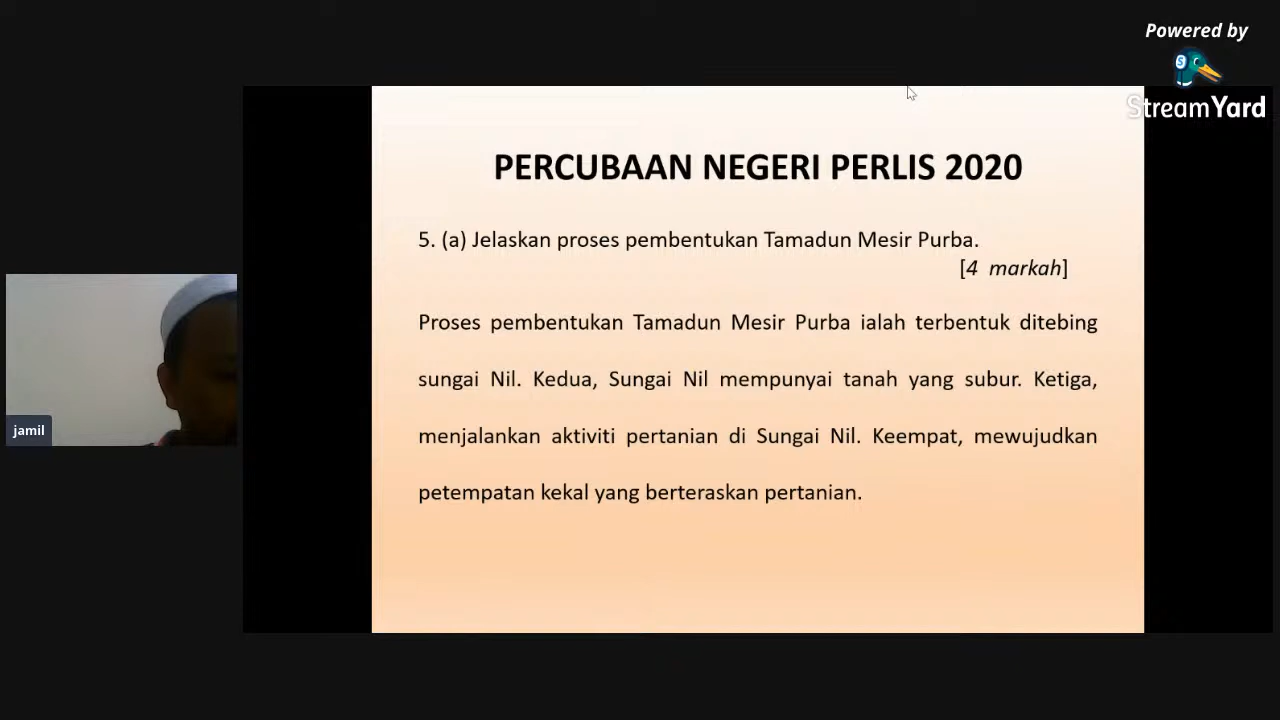 Powered by
StreamYard
PERCUBAAN NEGERI PERLIS 2020
5. (a) Jelaskan proses pembentukan Tamadun Mesir Purba.
[4 markah]
Proses pembentukan Tamadun Mesir Purba ialah terbentuk ditebing
sungai Nil. Kedua, Sungai Nil mempunyai tanah yang subur. Ketiga,
menjalankan aktiviti pertanian di Sungai Nil. Keempat, mewujudkan
petempatan kekal yang berteraskan pertanian.
jamil